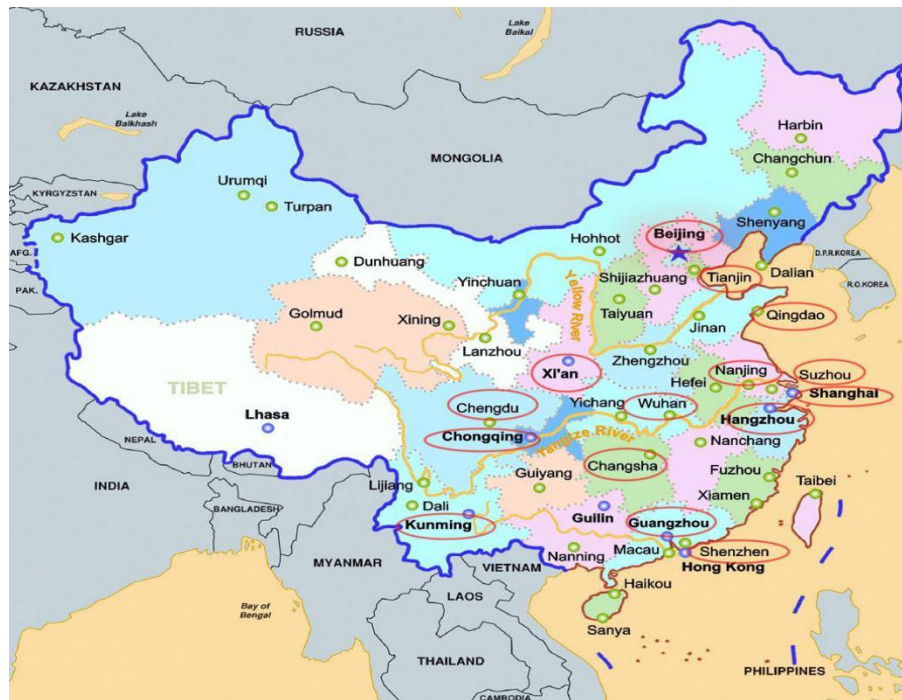 RUSSIA
Lake
Baikal
KAZAKHSTAN
Lake
Balkhash
MONGOLIA
Harbin
Changchun
KYRGYZSTAN
Urumqi
Turpan
Shenyang
Kashgar
Beijing
Hohhot
AFG.
Dunhuang
D.P.R.KOREA
Dalian
Tianjin
Shijiazhuang
Yinchuan
PAK.
Yellow River
R.O.KOREA
Golmud
Xining
Taiyuan
Qingdao
Jinan
Lanzhou
Zhengzhou
Xi'an
Nanjing
Suzhou
Hefei
TIBET
Shanghai
Lhasa
Chengdu
Yichang
Wuhan
Hangzhou
Chongqing
Yangtze River
Nanchang
NEPAL
Changsha
BHUTAN
Guiyang
Fuzhou
Lijiang
Taibei
INDIA
Xiamen
Dali
BANGLADESH
Kunming
Guilin
Guangzhou
Macau
Shenzhen
Nanning
MYANMAR
VIETNAM
Hong Kong
Haikou
LAOS
Bay of
Bengal
Sanya
THAILAND
PHILIPPINES
CAMBODIA